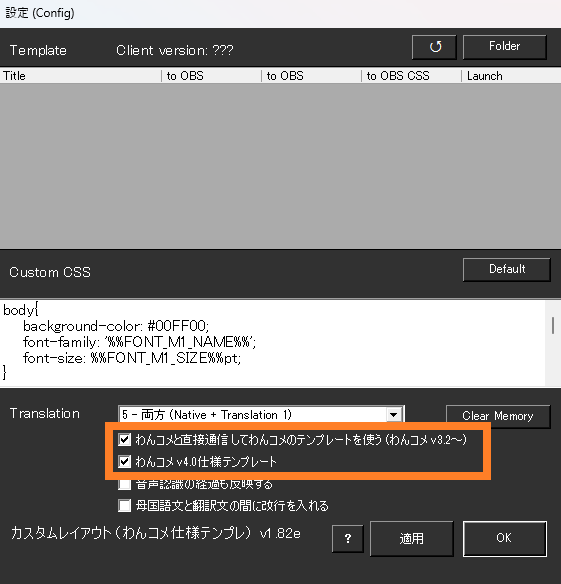 設定 (Config)
Template Client version: ??? Folder
Title to OBS to OBS to OBS CSS Launch
Custom CSS Default
body{
background-color: #00FF00;
font-family: '%%FONT_M1_NAME%%';
font-size: %%FONT_M1_SIZE%%pt;
}
Translation 5 - 両方 (Native + Translation 1) Clear Memory
わんコメと直接通信してわんコメのテンプレートを使う (わんコメ v3.2～)
わんコメ v4.0仕様テンプレート
音声認識の経過も反映する
母国語文と翻訳文の間に改行を入れる
カスタムレイアウト (わんコメ仕様テンプレ) v1.82e ? 適用 OK